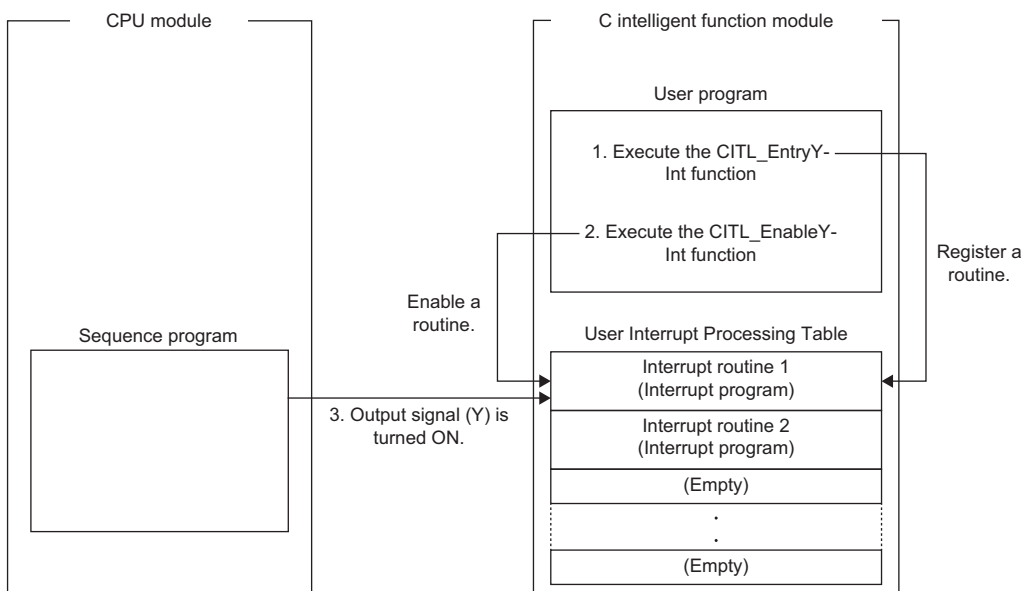 CPU module
C intelligent function module
User program
1. Execute the CITL_EntryY-
Int function
2. Execute the CITL_EnableY-
Int function
Register a
routine.
Enable a
routine.
Sequence program
User Interrupt Processing Table
Interrupt routine 1
(Interrupt program)
3. Output signal (Y) is
turned ON.
Interrupt routine 2
(Interrupt program)
(Empty)
.
.
(Empty)